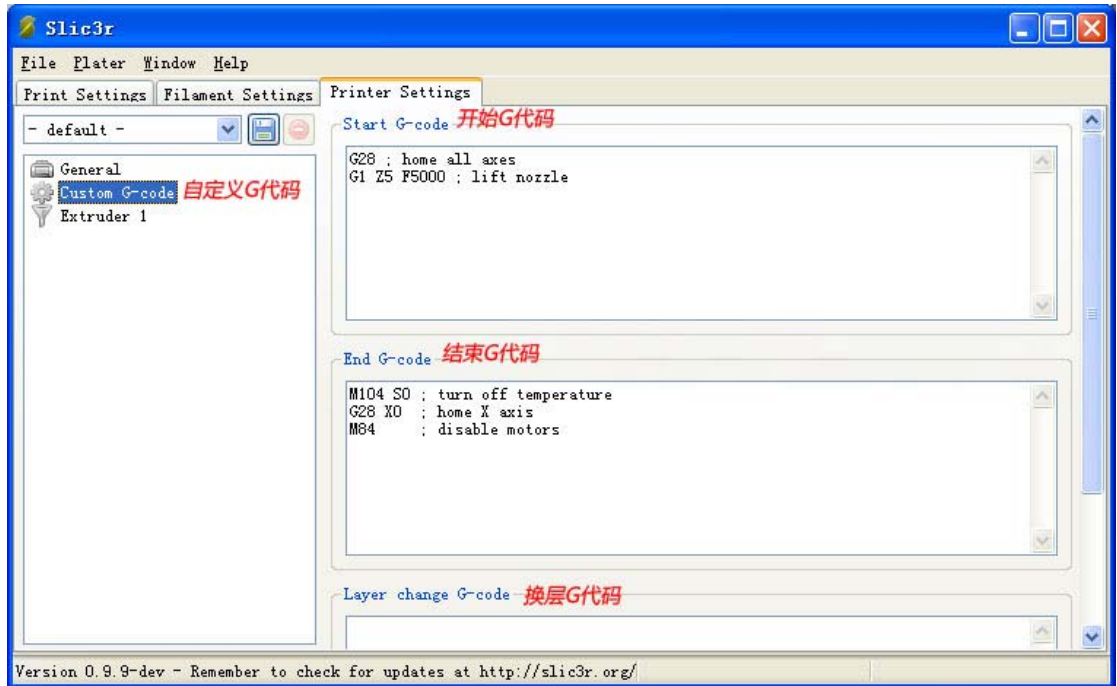 Slic3r
File Plater Window Help
Print Settings Filament Settings Printer Settings
- default -
General
Custom G-code 自定义G代码
Extruder 1
Start G-code 开始G代码
G28 ; home all axes
G1 Z5 F5000 ; lift nozzle
End G-code 结束G代码
M104 S0 ; turn off temperature
G28 X0 ; home X axis
M84 ; disable motors
Layer change G-code 换层G代码
Version 0.9.9-dev - Remember to check for updates at http://slic3r.org/